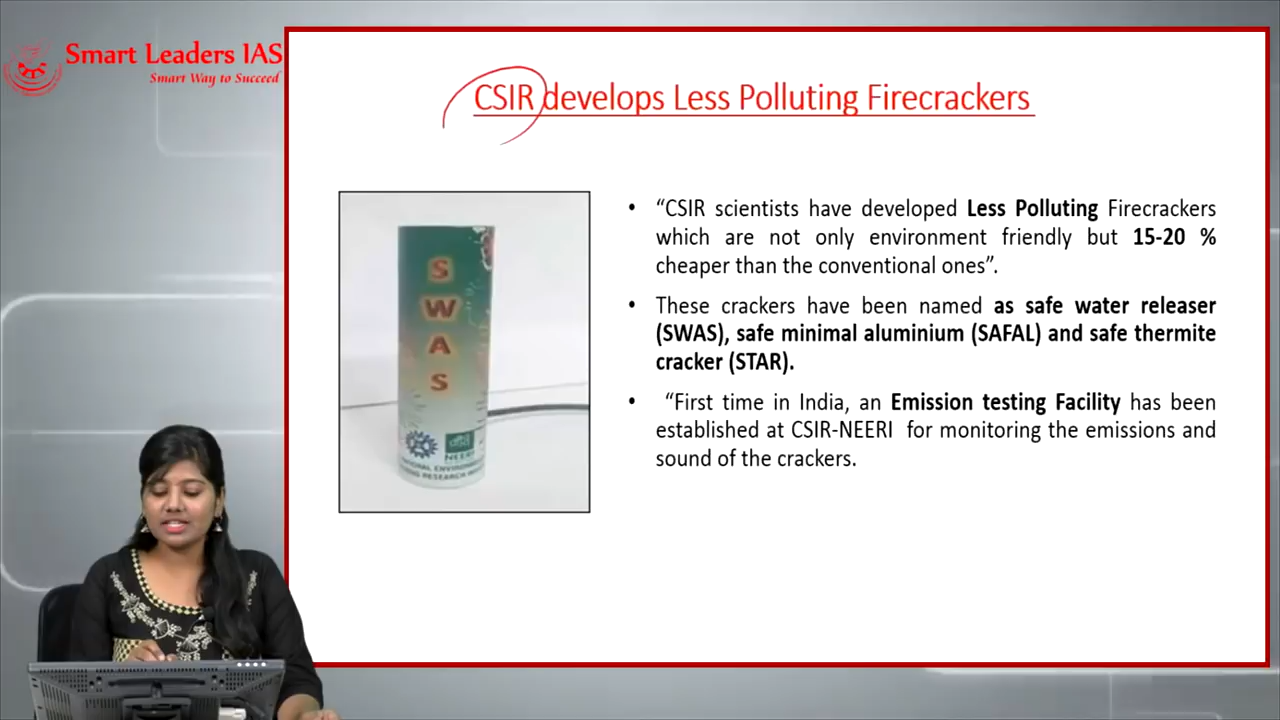 Smart Leaders IAS
Smart Way to Succeed
CSIR develops Less Polluting Firecrackers
• “CSIR scientists have developed Less Polluting Firecrackers
which are not only environment friendly but 15-20 %
cheaper than the conventional ones”.
• These crackers have been named as safe water releaser
(SWAS), safe minimal aluminium (SAFAL) and safe thermite
cracker (STAR).
• “First time in India, an Emission testing Facility has been
established at CSIR-NEERI for monitoring the emissions and
sound of the crackers.
S
W
A
S
NEERI